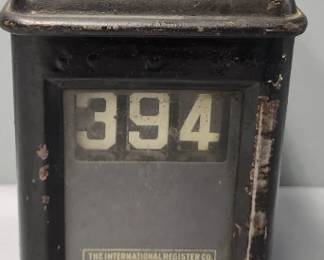 394
THE INTERNATIONAL REGISTER CO.